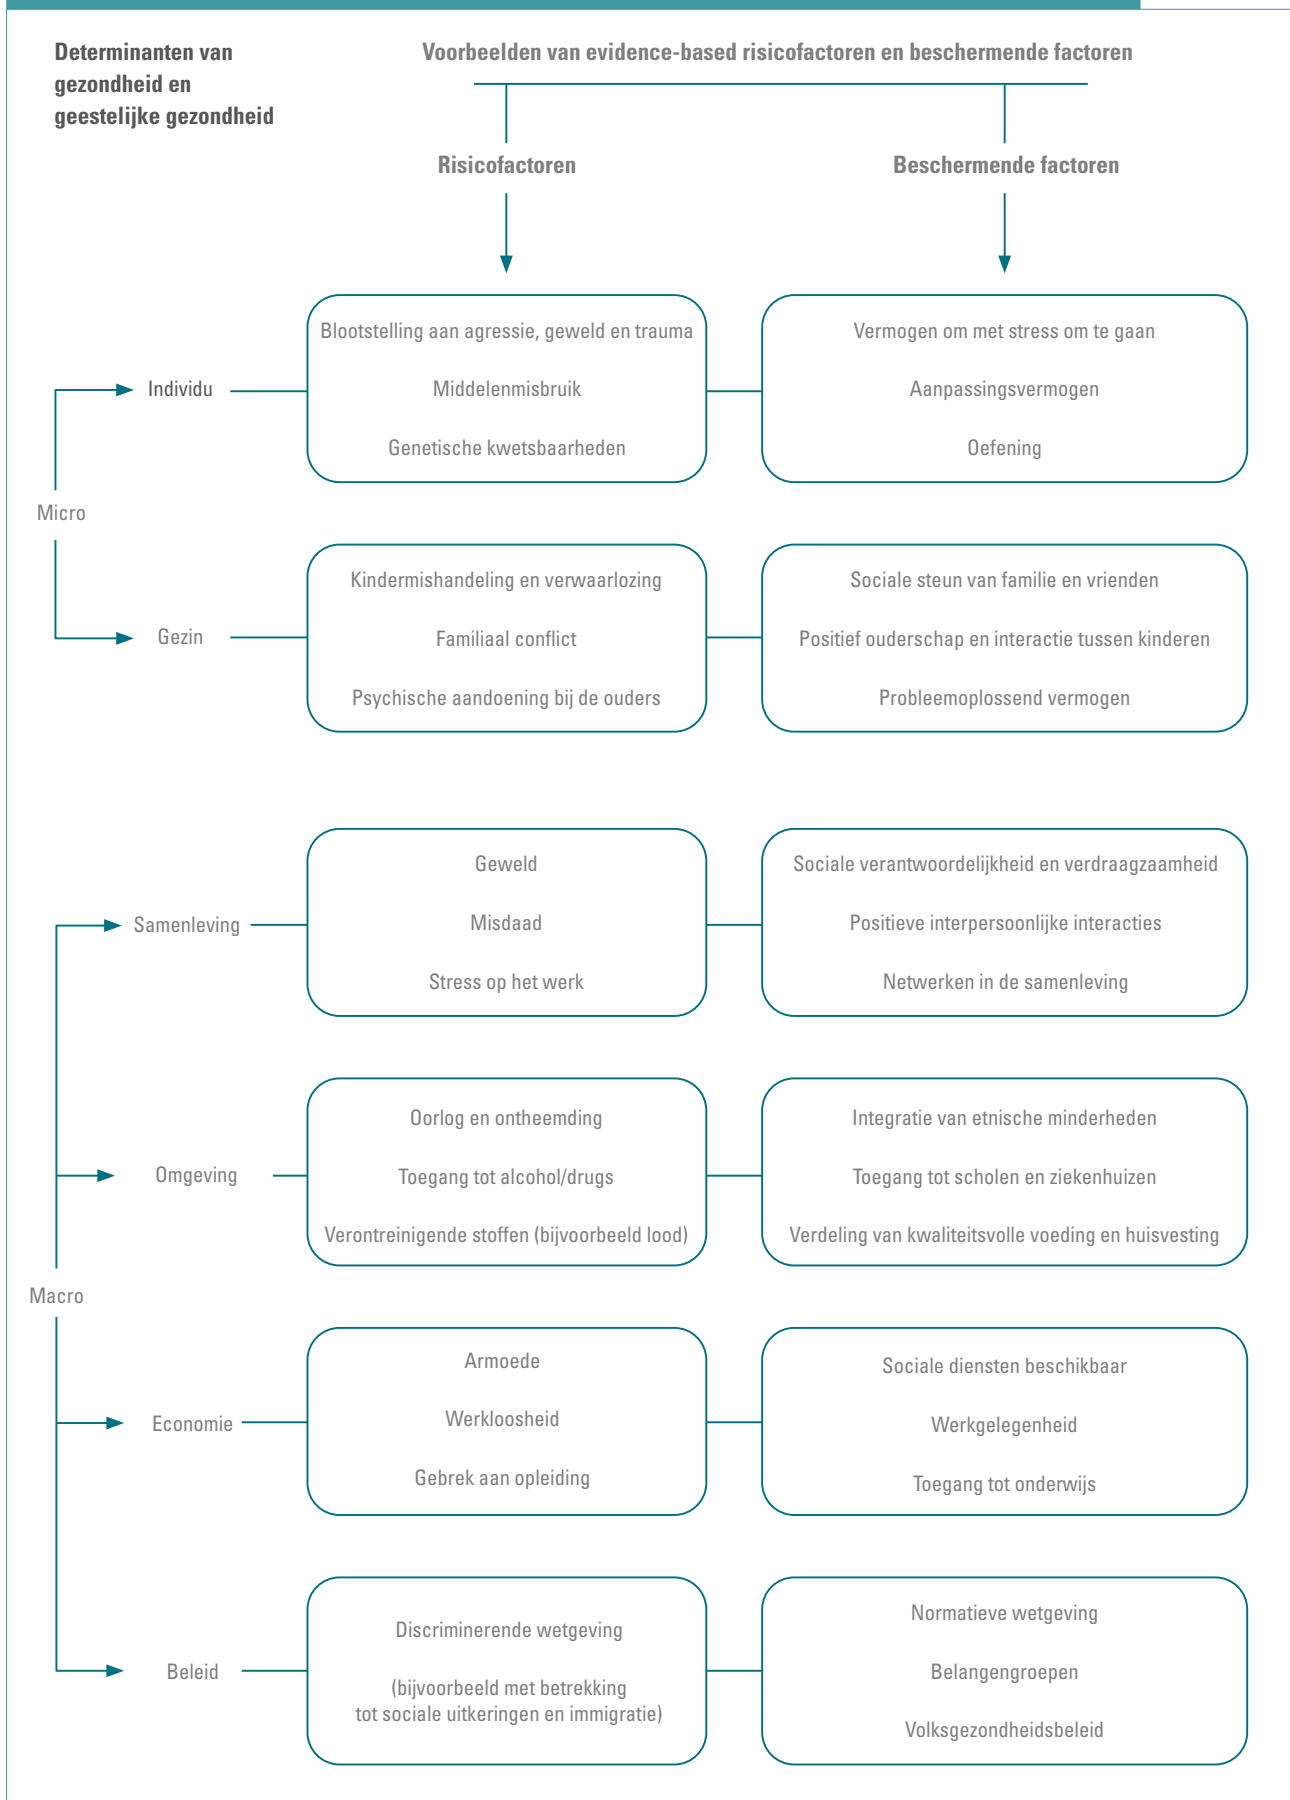 Determinanten van
gezondheid en
geestelijke gezondheid
Voorbeelden van evidence-based risicofactoren en beschermende factoren
Risicofactoren
Beschermende factoren
Micro
Individu
Blootstelling aan agressie, geweld en trauma
Middelenmisbruik
Genetische kwetsbaarheden
Vermogen om met stress om te gaan
Aanpassingsvermogen
Oefening
Gezin
Kindermishandeling en verwaarlozing
Familiaal conflict
Psychische aandoening bij de ouders
Sociale steun van familie en vrienden
Positief ouderschap en interactie tussen kinderen
Probleemoplossend vermogen
Macro
Samenleving
Geweld
Misdaad
Stress op het werk
Sociale verantwoordelijkheid en verdraagzaamheid
Positieve interpersoonlijke interacties
Netwerken in de samenleving
Omgeving
Oorlog en ontheemding
Toegang tot alcohol/drugs
Verontreinigende stoffen (bijvoorbeeld lood)
Integratie van etnische minderheden
Toegang tot scholen en ziekenhuizen
Verdeling van kwaliteitsvolle voeding en huisvesting
Economie
Armoede
Werkloosheid
Gebrek aan opleiding
Sociale diensten beschikbaar
Werkgelegenheid
Toegang tot onderwijs
Beleid
Discriminerende wetgeving
(bijvoorbeeld met betrekking
tot sociale uitkeringen en immigratie)
Normatieve wetgeving
Belangengroepen
Volksgezondheidsbeleid